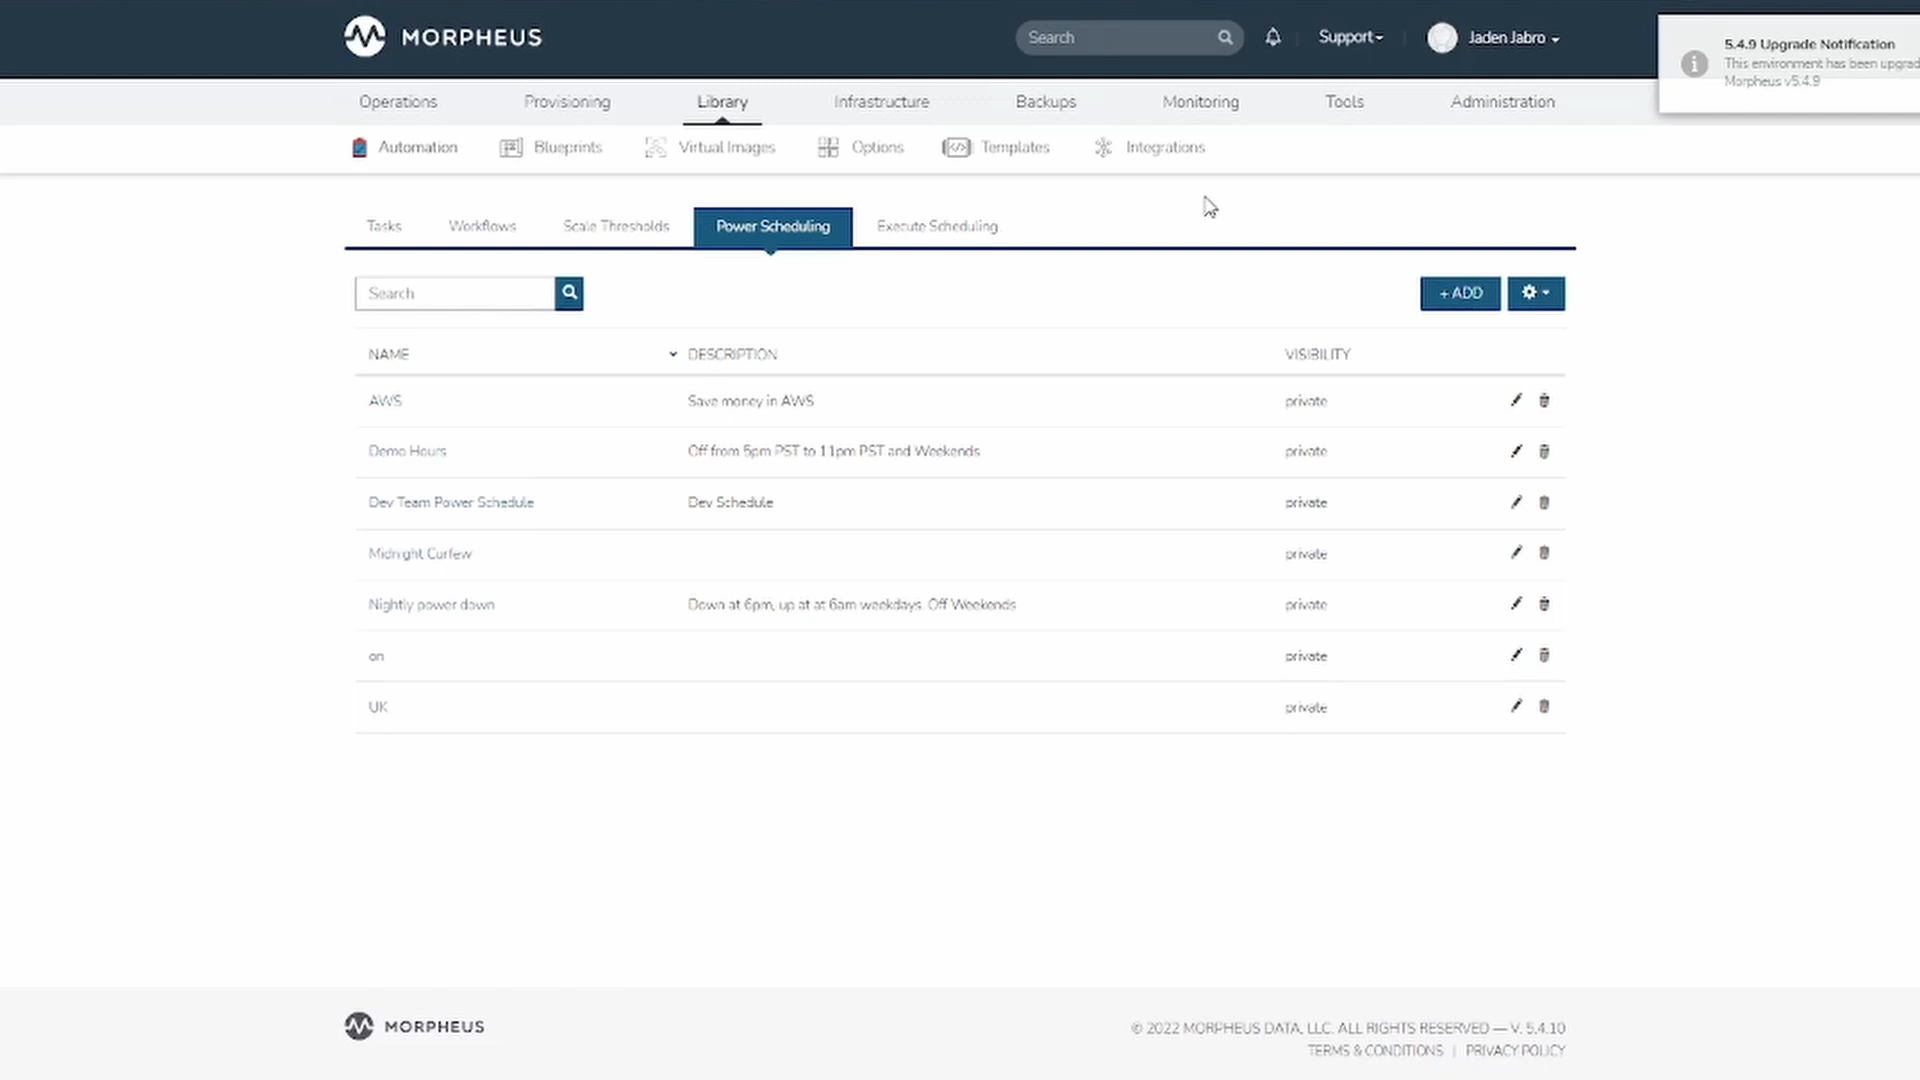 MORPHEUS
Search
Support
Jaden Jabro
5.4.9 Upgrade Notification
This environment has been upgrad
Morpheus v5.4.9
Operations
Provisioning
Library
Infrastructure
Backups
Monitoring
Tools
Administration
Automation
Blueprints
Virtual Images
Options
Templates
Integrations
Tasks
Workflows
Scale Thresholds
Power Scheduling
Execute Scheduling
Search
+ ADD
NAME
DESCRIPTION
VISIBILITY
AWS
Save money in AWS
private
Demo Hours
Off from 5pm PST to 11pm PST and Weekends
private
Dev Team Power Schedule
Dev Schedule
private
Midnight Curfew
private
Nightly power down
Down at 6pm, up at at 6am weekdays. Off Weekends
private
on
private
UK
private
MORPHEUS
© 2022 MORPHEUS DATA, LLC. ALL RIGHTS RESERVED — V. 5.4.10
TERMS & CONDITIONS | PRIVACY POLICY